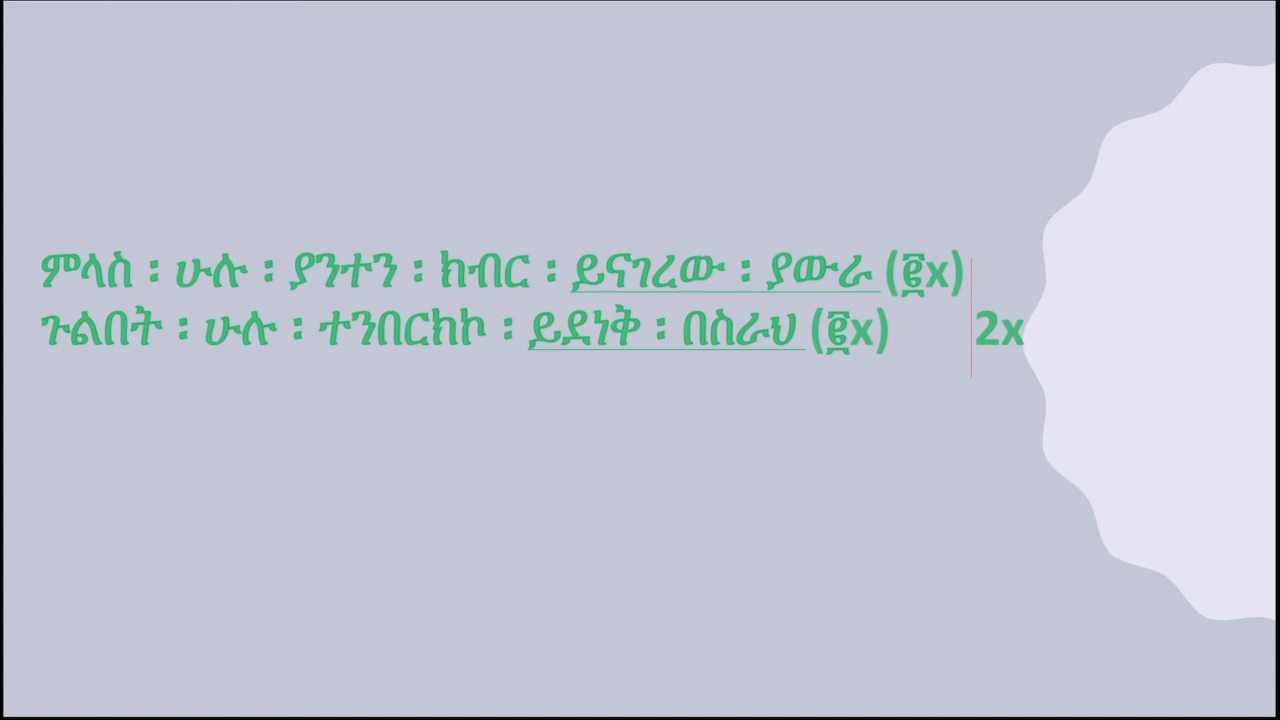 ምላስ ፡ ሁሉ ፡ ያንተን ፡ ክብር ፡ ይናገረው ፡ ያውራ (፪x)
ጉልበት ፡ ሁሉ ፡ ተንበርክኮ ፡ ይደነቅ ፡ በስራህ (፪x)
2x